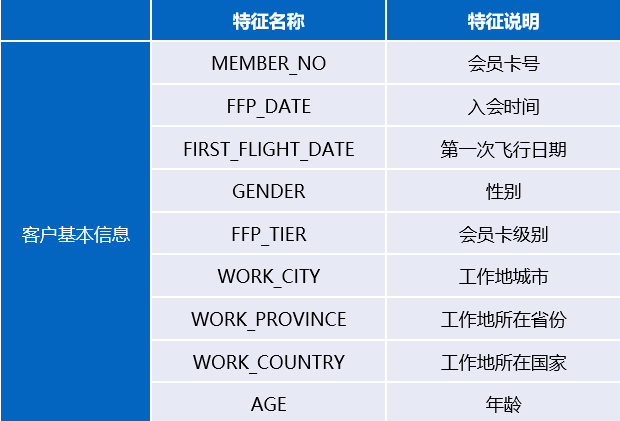 特征名称 特征说明
MEMBER_NO 会员卡号
FFP_DATE 入会时间
FIRST_FLIGHT_DATE 第一次飞行日期
GENDER 性别
客户基本信息 FFP_TIER 会员卡级别
WORK_CITY 工作地城市
WORK_PROVINCE 工作地所在省份
WORK_COUNTRY 工作地所在国家
AGE 年龄